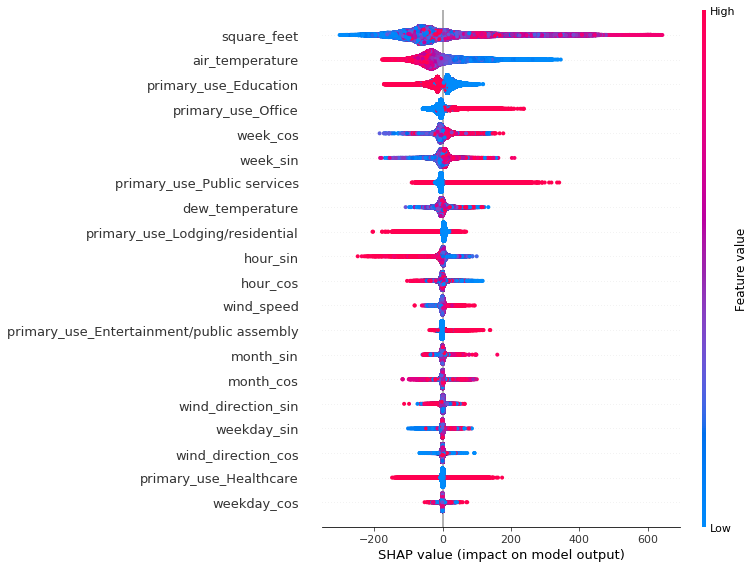 High
square_feet
air_temperature
primary_use_Education
primary_use_Office
week_cos
week_sin
primary_use_Public services
dew_temperature
primary_use_Lodging/residential
hour_sin
hour_cos
wind_speed
primary_use_Entertainment/public assembly
month_sin
month_cos
wind_direction_sin
weekday_sin
wind_direction_cos
primary_use_Healthcare
weekday_cos
Feature value
Low
−200 0 200 400 600
SHAP value (impact on model output)